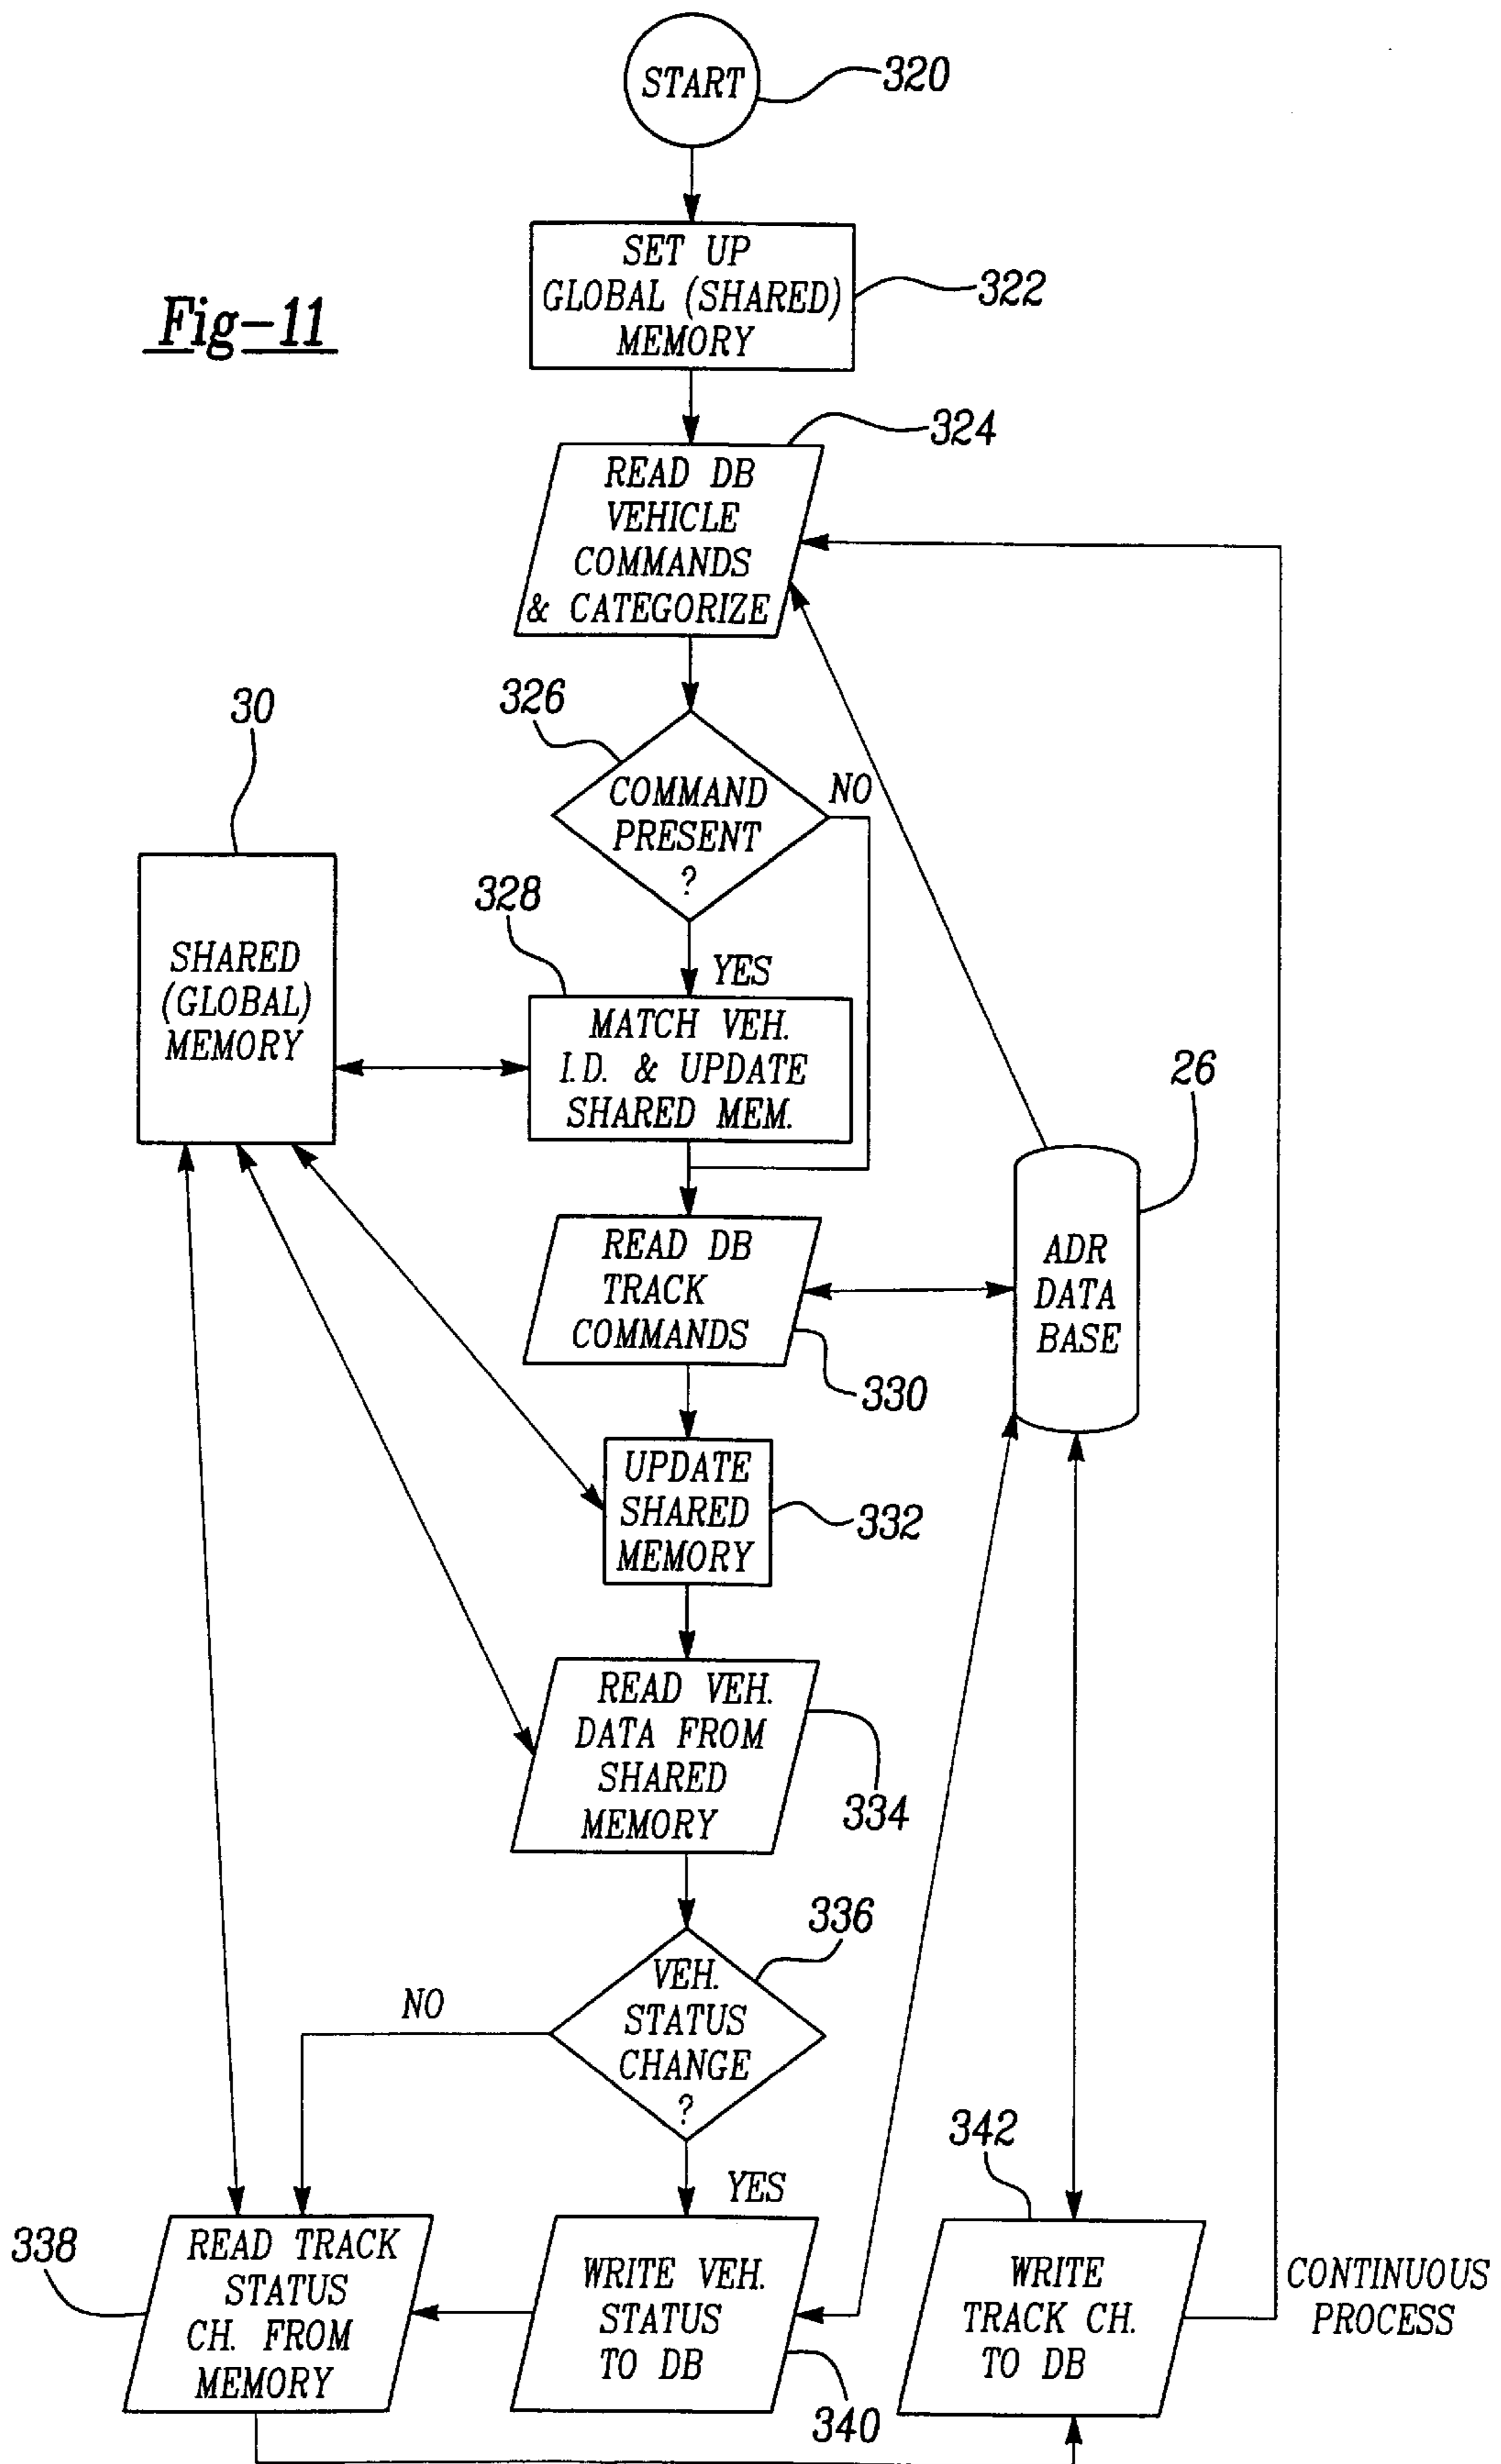 START
320
SET UP
GLOBAL (SHARED)
MEMORY
322
Fig-11
324
READ DB
VEHICLE
COMMANDS
& CATEGORIZE
326
30
COMMAND
PRESENT
?
NO
328
YES
SHARED
(GLOBAL)
MEMORY
MATCH VEH.
I.D. & UPDATE
SHARED MEM.
26
READ DB
TRACK
COMMANDS
330
ADR
DATA
BASE
UPDATE
SHARED
MEMORY
332
READ VEH.
DATA FROM
SHARED
MEMORY
334
336
VEH.
STATUS
CHANGE
?
NO
YES
342
338
READ TRACK
STATUS
CH. FROM
MEMORY
WRITE VEH.
STATUS
TO DB
340
WRITE
TRACK CH.
TO DB
CONTINUOUS
PROCESS